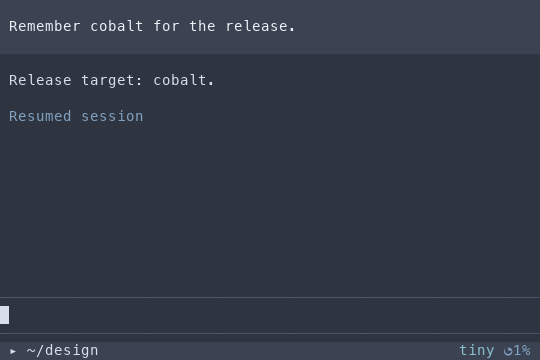 Remember cobalt for the release.
Release target: cobalt.
Resumed session
▸ ~/design
tiny ◔1%